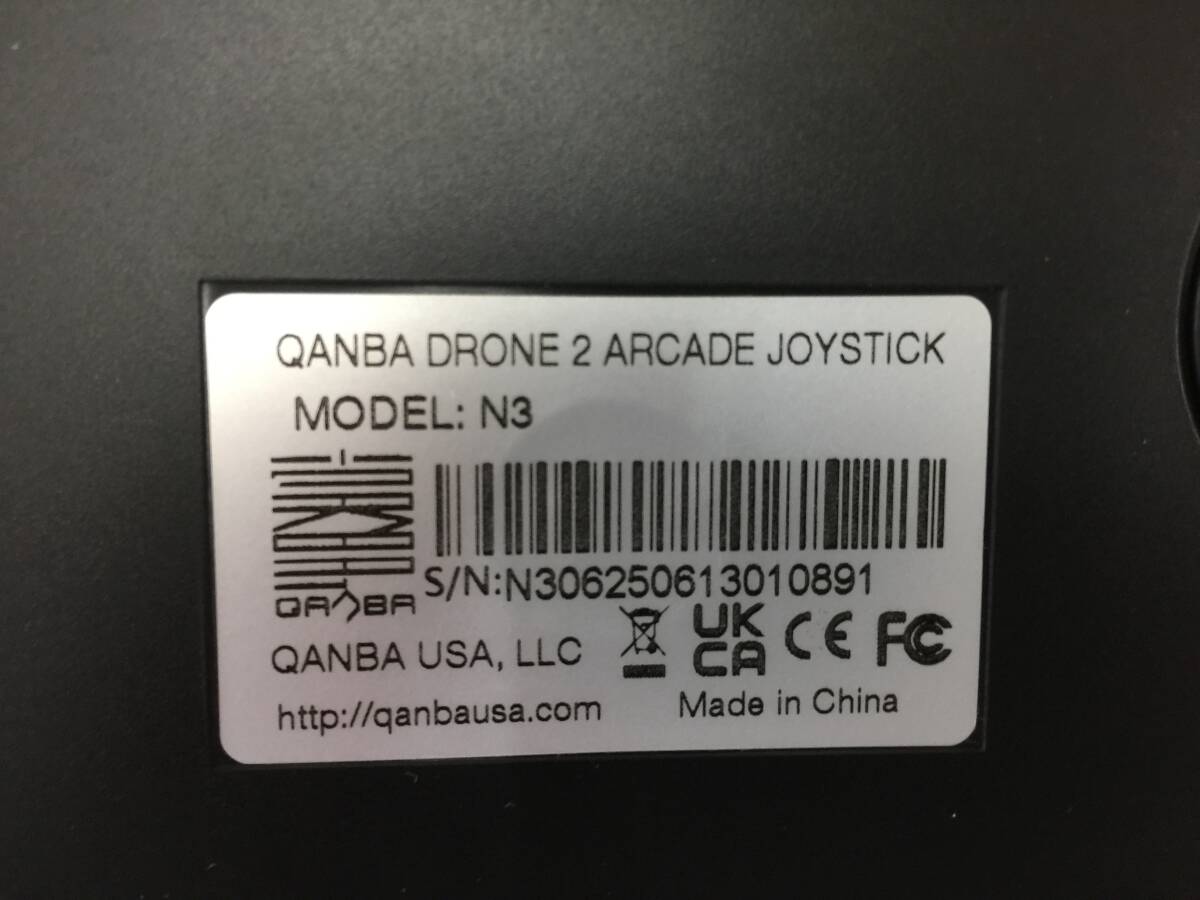 QANBA DRONE 2 ARCADE JOYSTICK
MODEL: N3
QANBA
S/N:N306250613010891
QANBA USA, LLC
UK
CA
CE
FC
http://qanbausa.com
Made in China